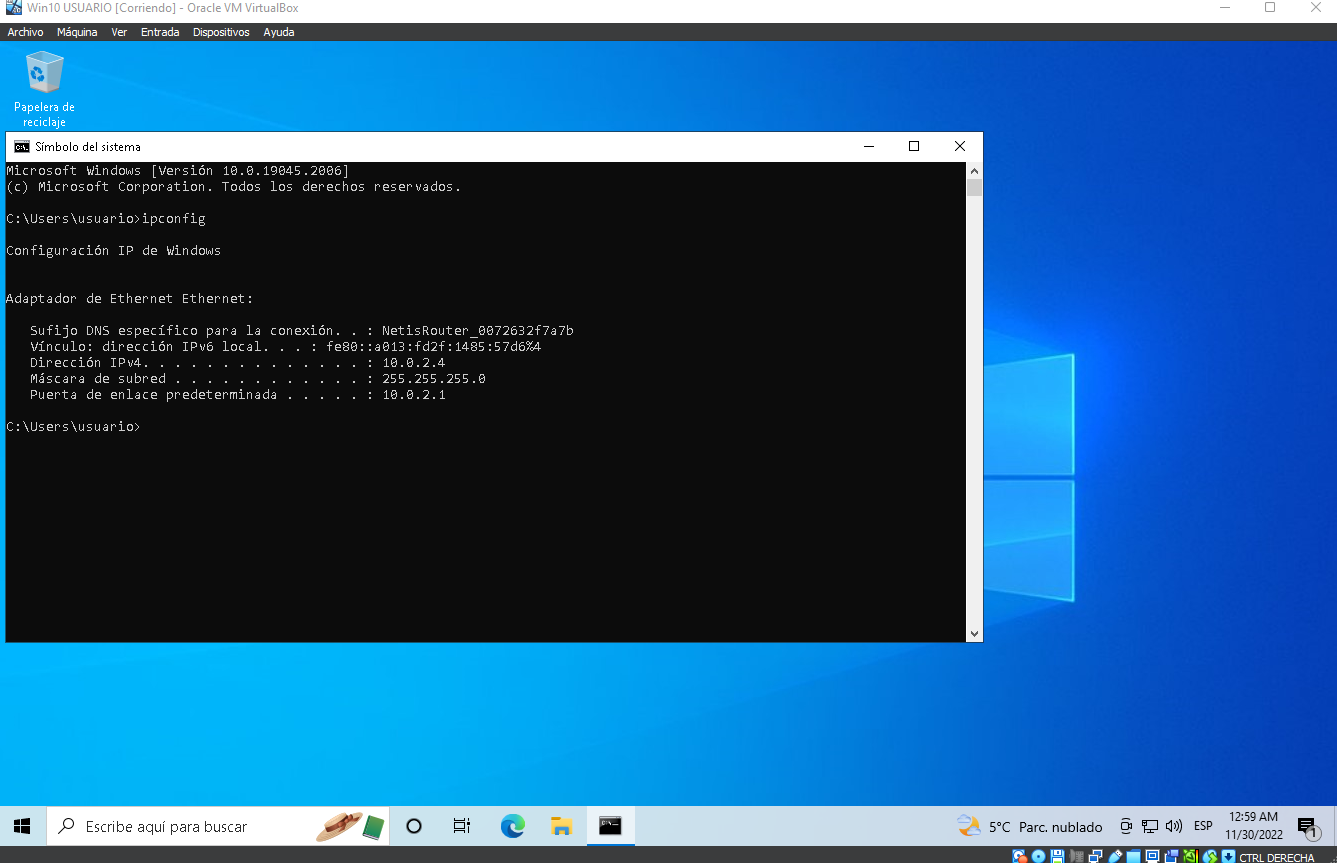 Win10 USUARIO [Corriendo] - Oracle VM VirtualBox
Archivo Máquina Ver Entrada Dispositivos Ayuda
Papelera de
reciclaje
Símbolo del sistema
Microsoft Windows [Versión 10.0.19045.2006]
(c) Microsoft Corporation. Todos los derechos reservados.
C:\Users\usuario>ipconfig
Configuración IP de Windows
Adaptador de Ethernet Ethernet:
Sufijo DNS específico para la conexión. . : NetisRouter_0072632f7a7b
Vínculo: dirección IPv6 local. . . : fe80::a013:fd2f:1485:57d6%4
Dirección IPv4. . . . . . . . . . . . . . : 10.0.2.4
Máscara de subred . . . . . . . . . . . . : 255.255.255.0
Puerta de enlace predeterminada . . . . . : 10.0.2.1
C:\Users\usuario>
Escribe aquí para buscar
5°C Parc. nublado
ESP
12:59 AM
11/30/2022
1
CTRL DERECHA